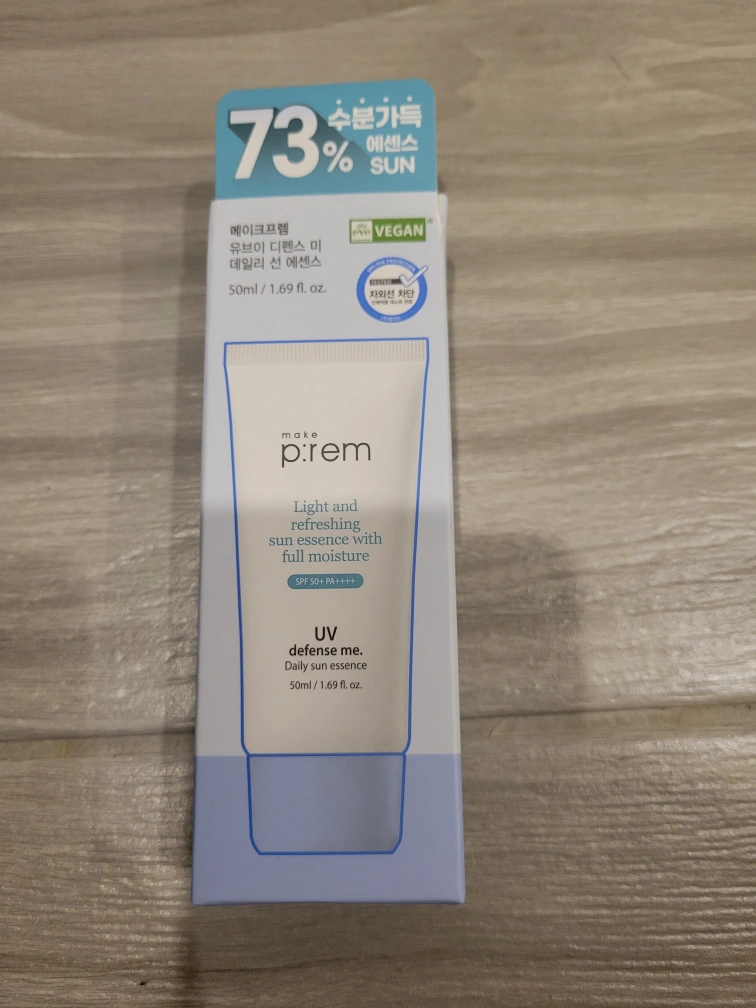 73%
수분가득
에센스
SUN
메이크프렘
유브이 디펜스 미
데일리 선 에센스
50ml / 1.69 fl. oz.
VEGAN
TESTED
자외선 차단
make
p:rem
Light and
refreshing
sun essence with
full moisture
SPF 50+ PA++++
UV
defense me.
Daily sun essence
50ml / 1.69 fl. oz.